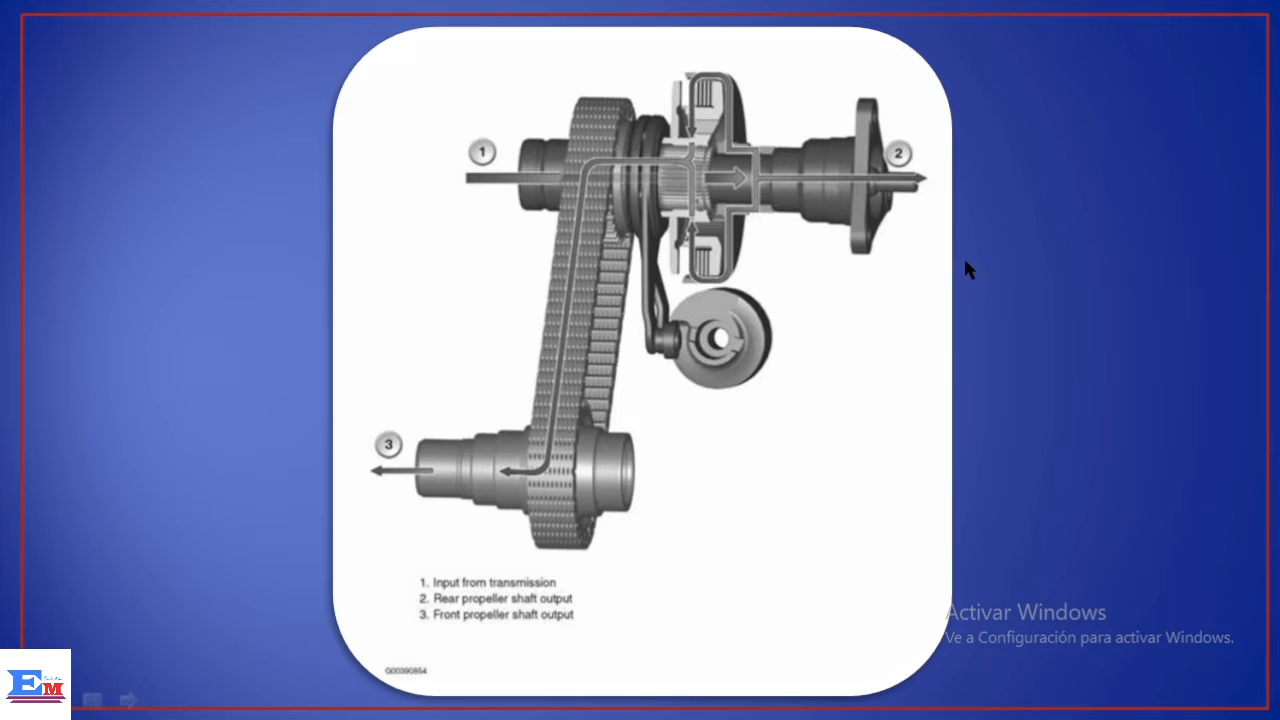 1
2
3
1. Input from transmission
2. Rear propeller shaft output
3. Front propeller shaft output
G00390854
Activar Windows
Ve a Configuración para activar Windows.
EM